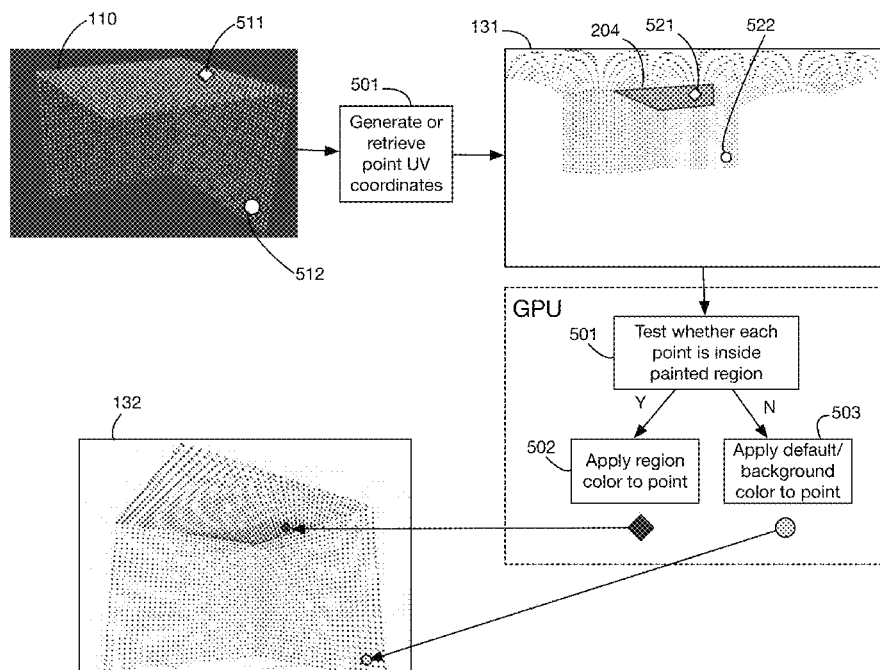 110
511
501
Generate or
retrieve
point UV
coordinates
512
131
204
521
522
GPU
501
Test whether each
point is inside
painted region
Y
N
502
Apply region
color to point
503
Apply default/
background
color to point
132